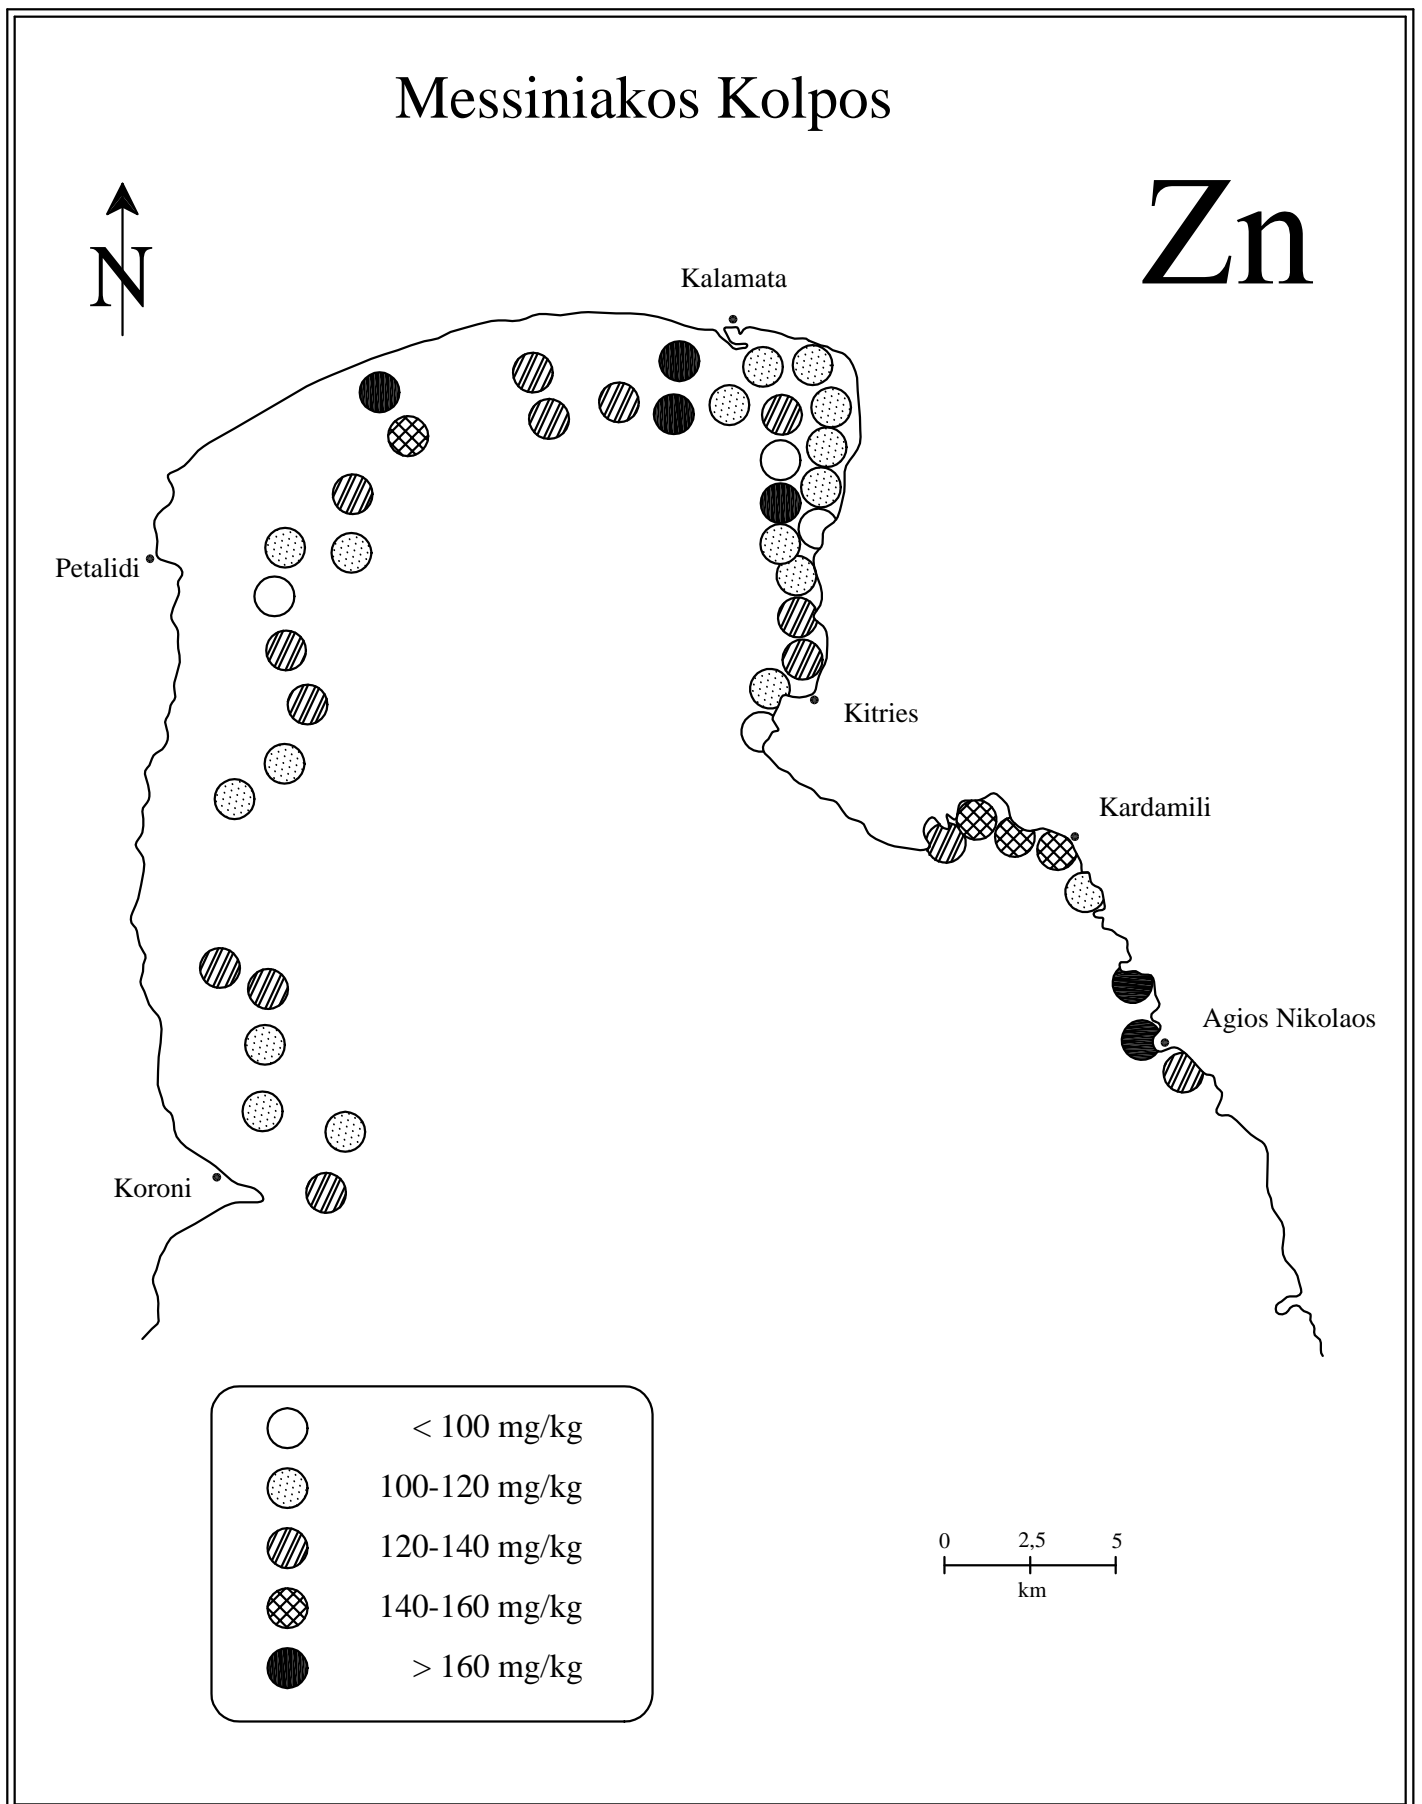 Messiniakos Kolpos
Zn
N
Kalamata
Petalidi
Kitries
Kardamili
Agios Nikolaos
Koroni
< 100 mg/kg
100-120 mg/kg
120-140 mg/kg
140-160 mg/kg
> 160 mg/kg
0 2,5 5
km